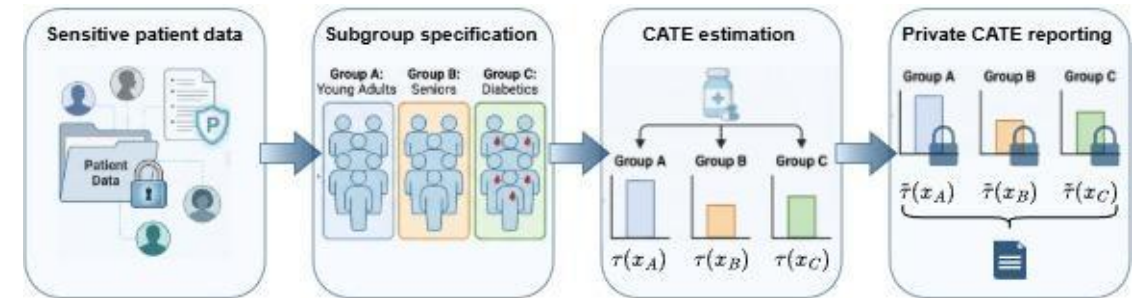 Sensitive patient data
P
Patient
Data
Subgroup specification
Group A: Group B: Group C:
Young Adults Seniors Diabetics
CATE estimation
Group A Group B Group C
τ(x_A) τ(x_B) τ(x_C)
Private CATE reporting
Group A Group B Group C
τ̃(x_A) τ̃(x_B) τ̃(x_C)